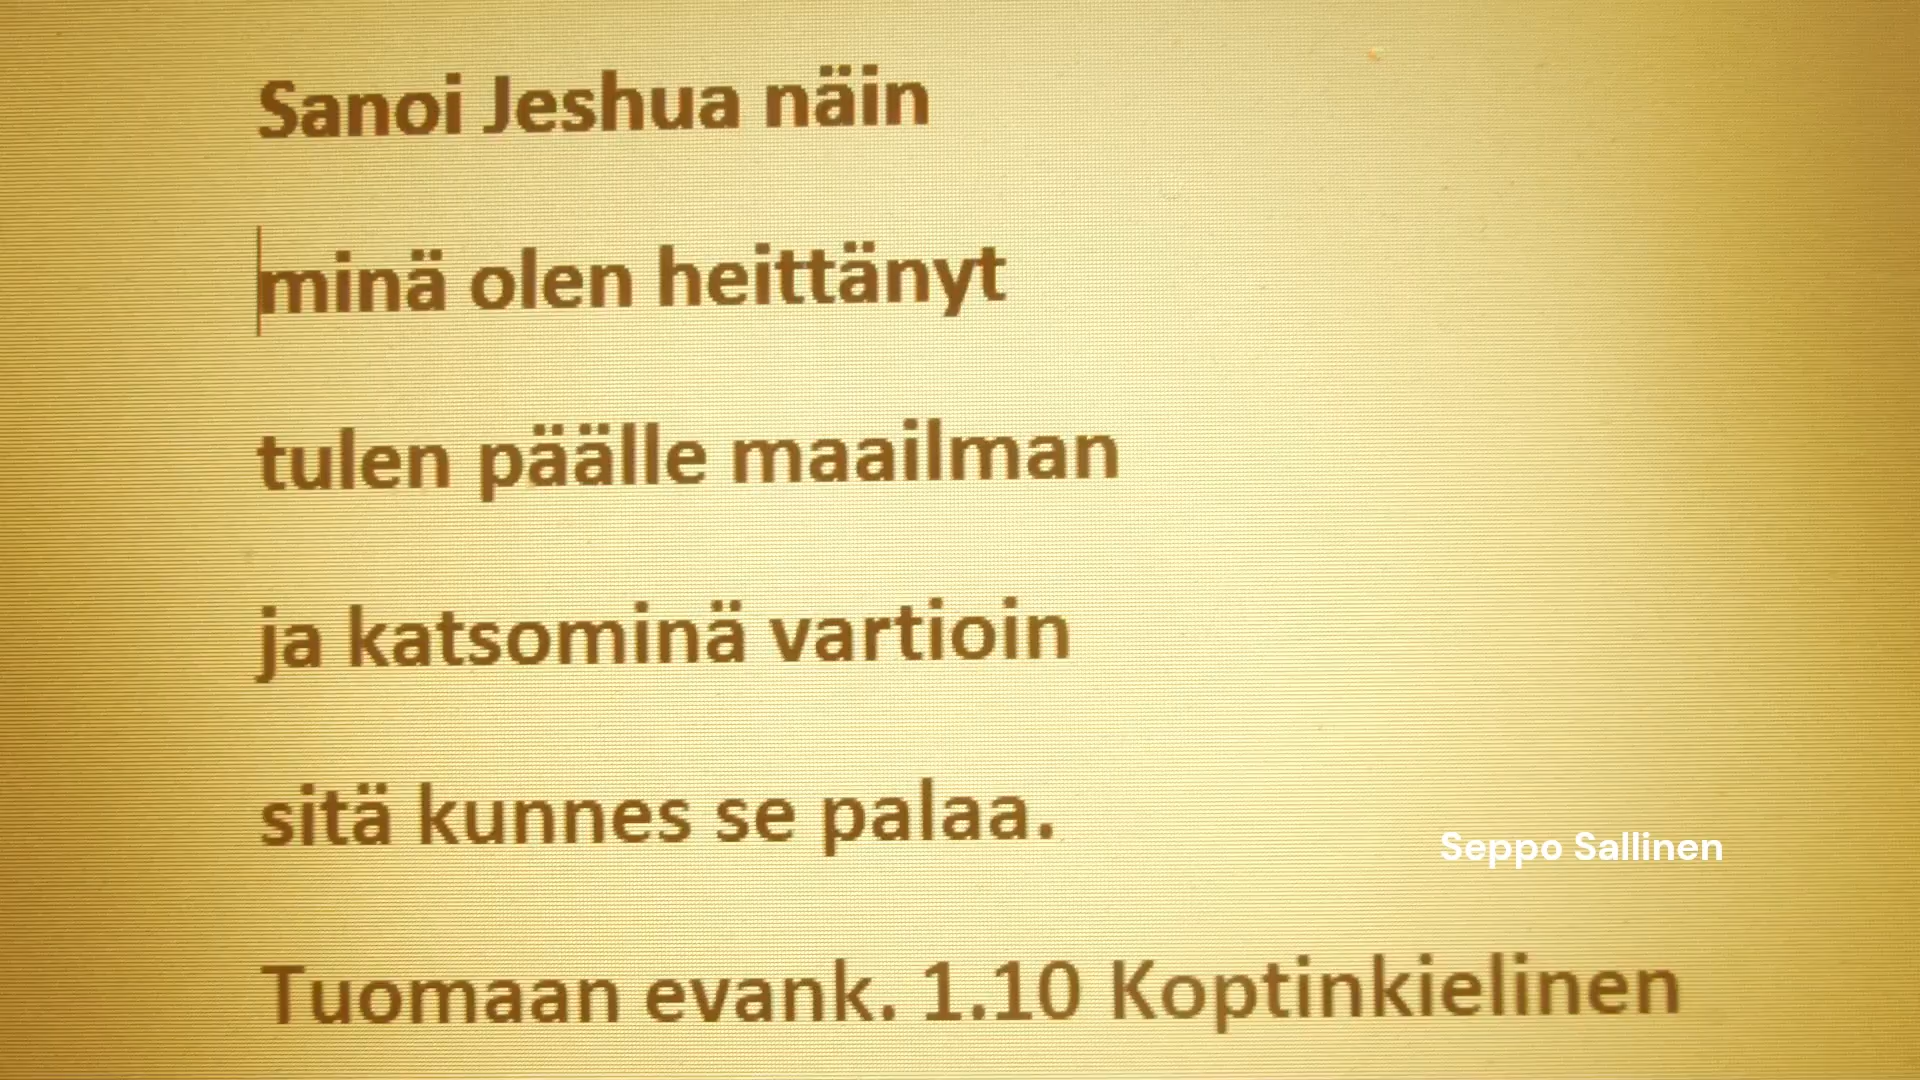 Sanoi Jeshua näin
minä olen heittänyt
tulen päälle maailman
ja katsominä vartioin
sitä kunnes se palaa.
Seppo Sallinen
Tuomaan evank. 1.10 Koptinkielinen